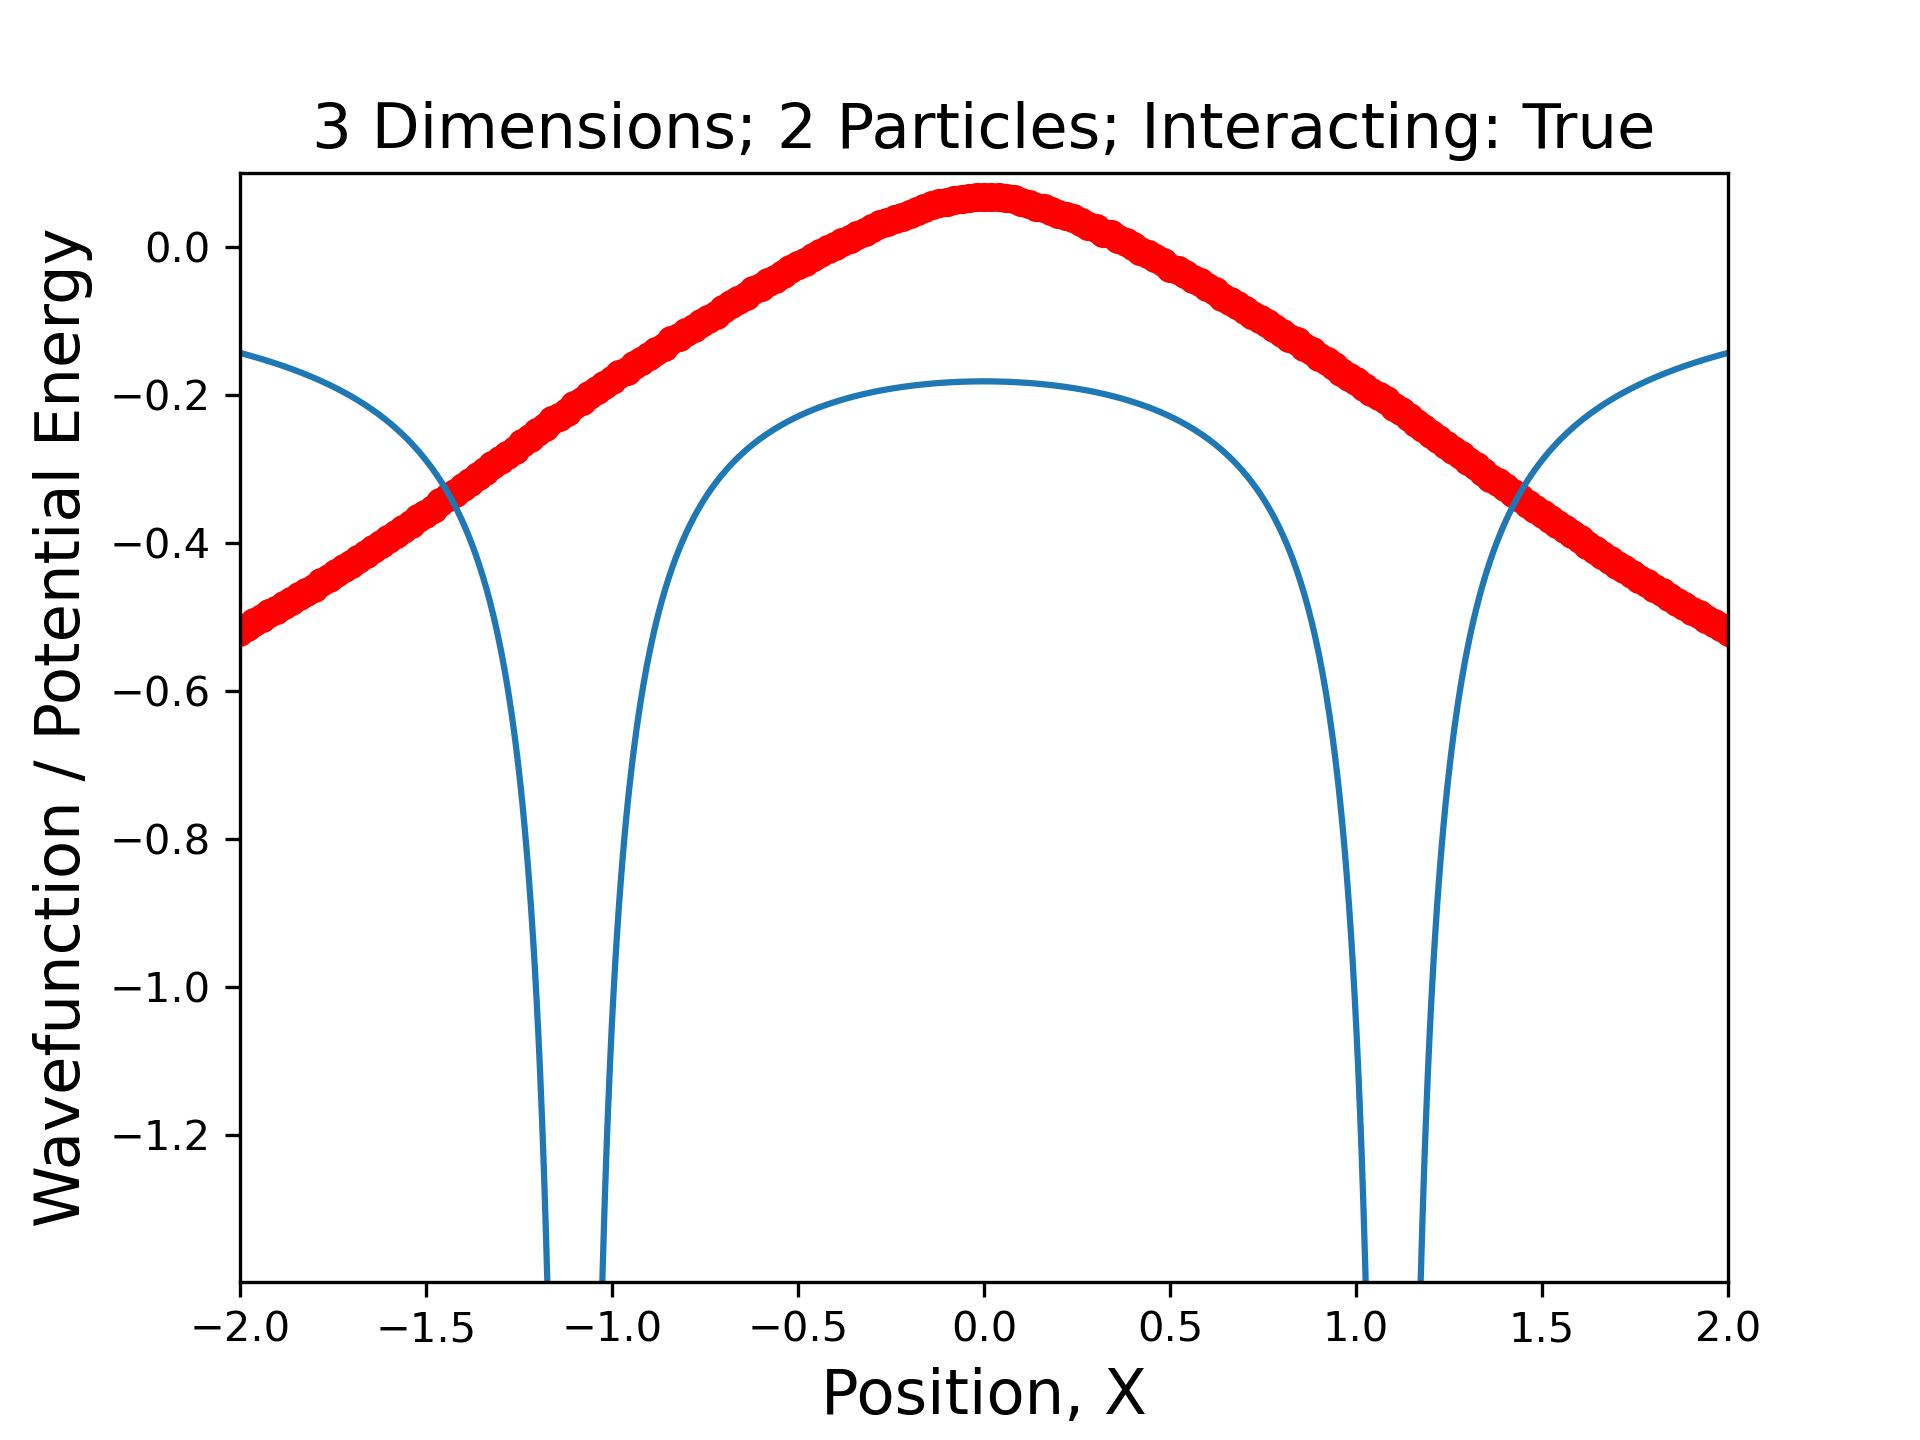 3 Dimensions; 2 Particles; Interacting: True
Wavefunction / Potential Energy
0.0
−0.2
−0.4
−0.6
−0.8
−1.0
−1.2
−2.0 −1.5 −1.0 −0.5 0.0 0.5 1.0 1.5 2.0
Position, X